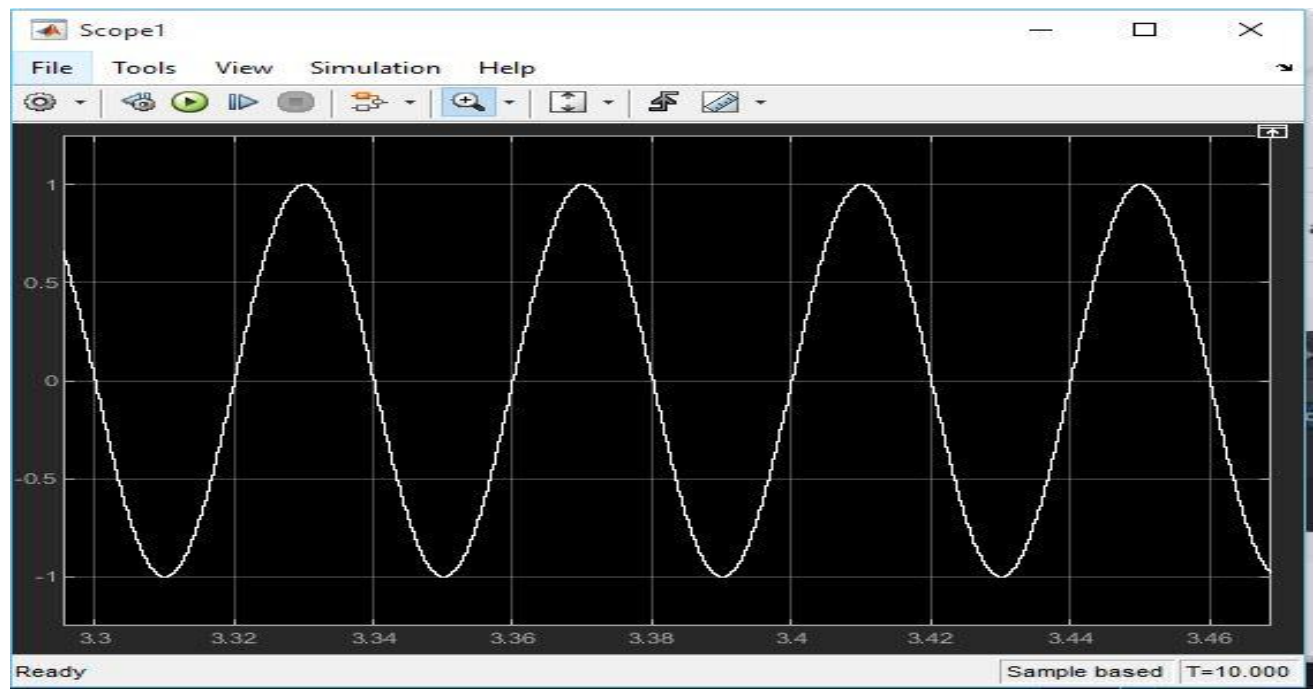 Scope1
File Tools View Simulation Help
1
0.5
0
-0.5
-1
3.3 3.32 3.34 3.36 3.38 3.4 3.42 3.44 3.46
Ready Sample based T=10.000